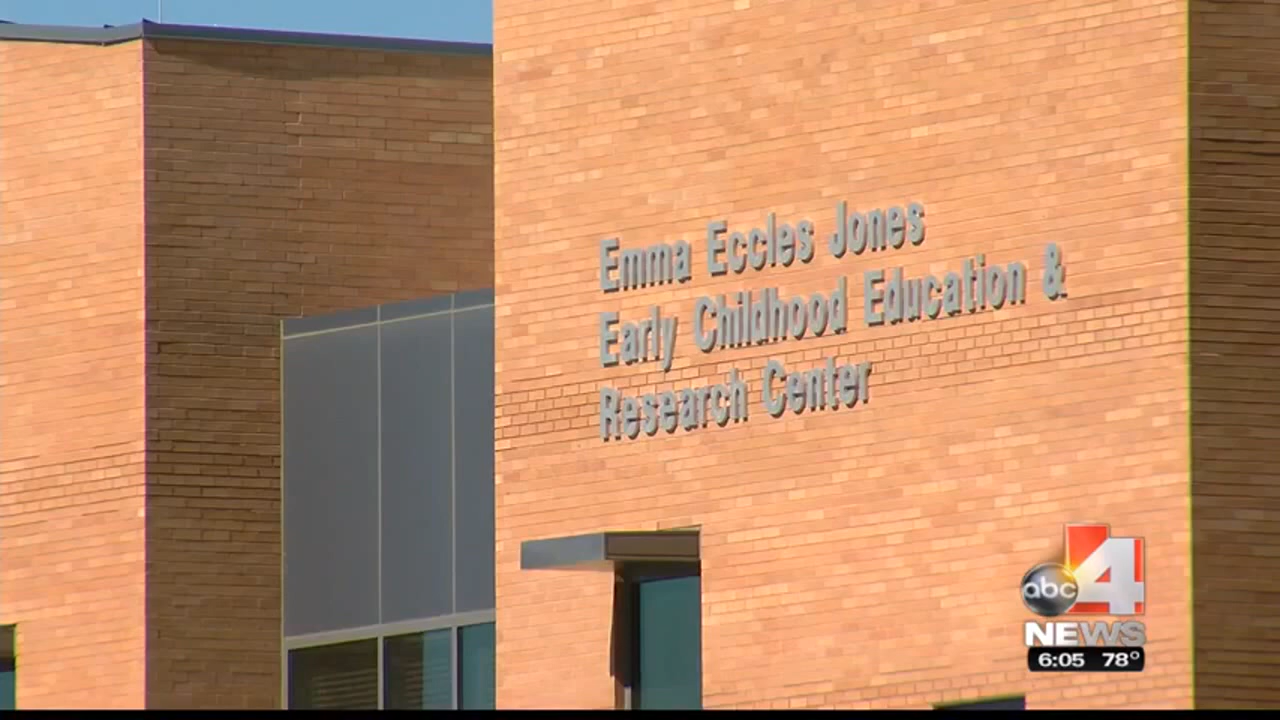 Emma Eccles Jones
Early Childhood Education &
Research Center
abc 4
NEWS
6:05 78°